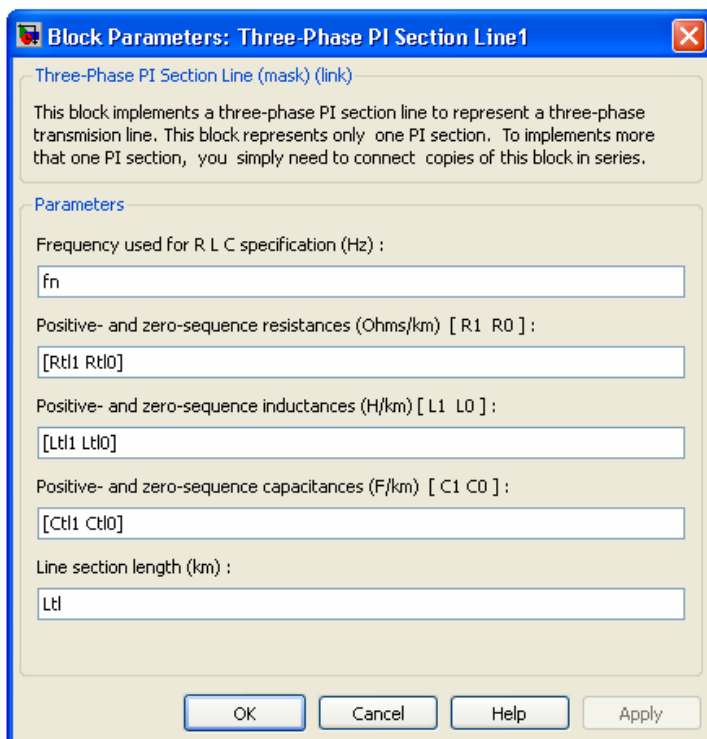 Block Parameters: Three-Phase PI Section Line1
Three-Phase PI Section Line (mask) (link)
This block implements a three-phase PI section line to represent a three-phase
transmision line. This block represents only one PI section. To implements more
that one PI section, you simply need to connect copies of this block in series.
Parameters
Frequency used for R L C specification (Hz) :
fn
Positive- and zero-sequence resistances (Ohms/km) [ R1 R0 ] :
[Rtl1 Rtl0]
Positive- and zero-sequence inductances (H/km) [ L1 L0 ] :
[Ltl1 Ltl0]
Positive- and zero-sequence capacitances (F/km) [ C1 C0 ] :
[Ctl1 Ctl0]
Line section length (km) :
Ltl
OK Cancel Help Apply